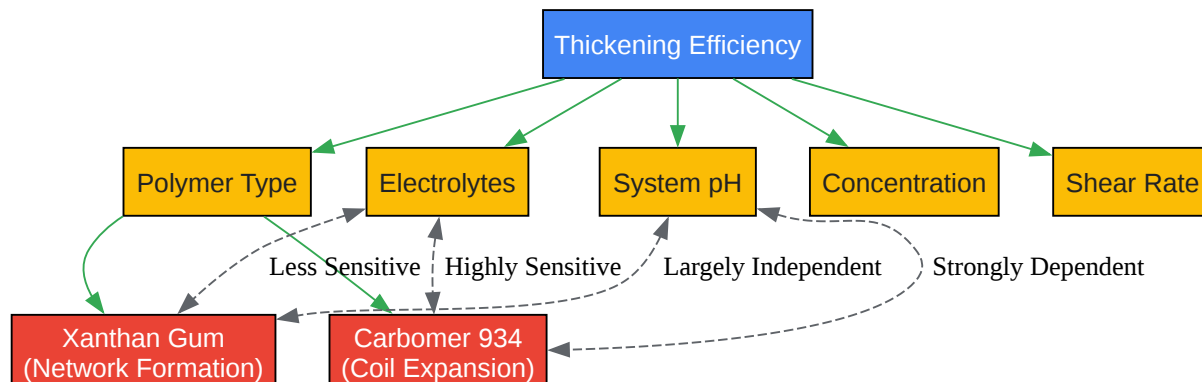 Thickening Efficiency
Polymer Type
Electrolytes
System pH
Concentration
Shear Rate
Less Sensitive
Highly Sensitive
Largely Independent
Strongly Dependent
Xanthan Gum
(Network Formation)
Carbomer 934
(Coil Expansion)